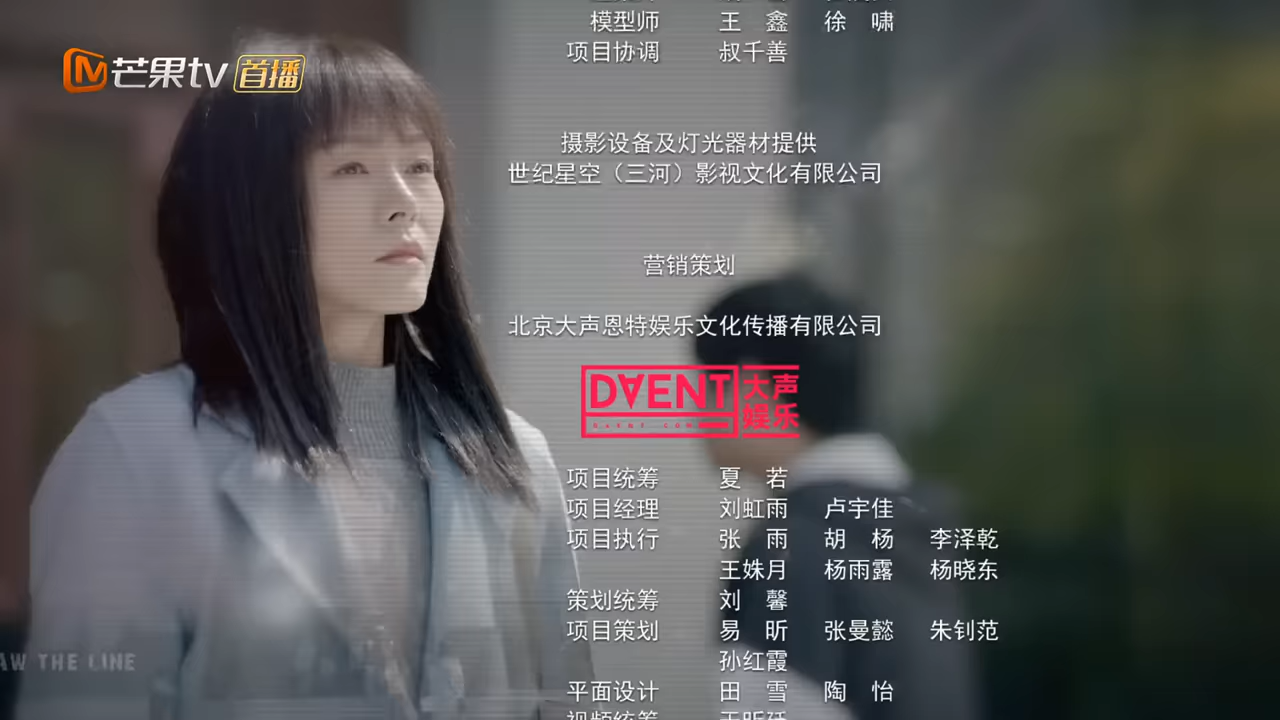 模型师 王 鑫 徐 啸
项目协调 叔千善
芒果tv 首播
摄影设备及灯光器材提供
世纪星空（三河）影视文化有限公司
营销策划
北京大声恩特娱乐文化传播有限公司
D∀ENT 大声
娱乐
项目统筹 夏 若
项目经理 刘虹雨 卢宇佳
项目执行 张 雨 胡 杨 李泽乾
王姝月 杨雨露 杨晓东
策划统筹 刘 馨
项目策划 易 昕 张曼懿 朱钊范
孙红霞
AW THE LINE
平面设计 田 雪 陶 怡